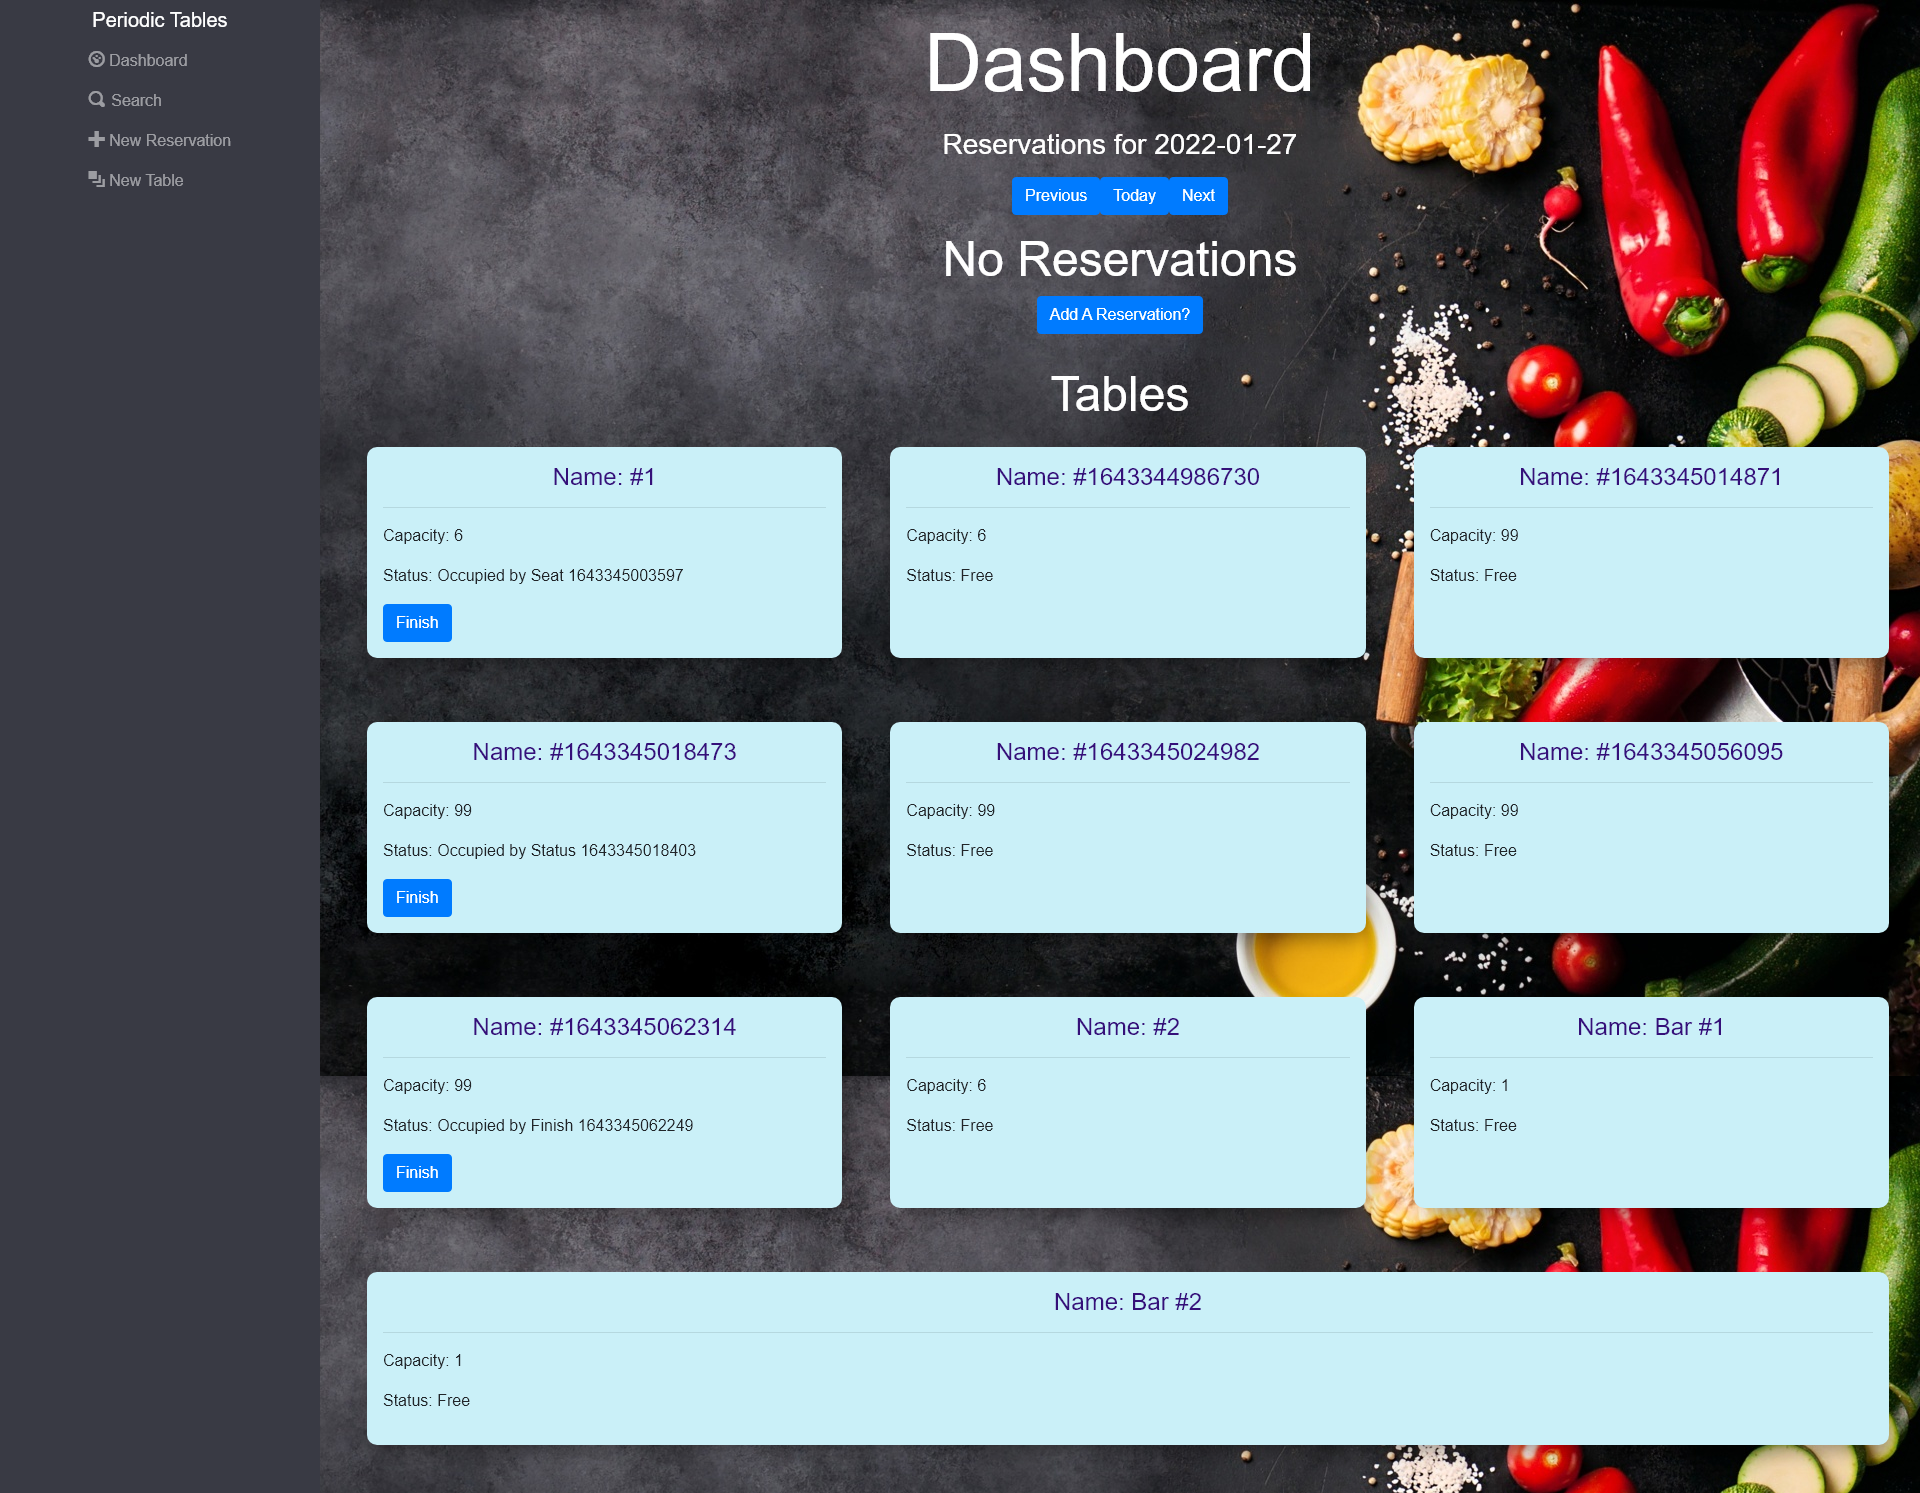 Periodic Tables
Dashboard
Search
New Reservation
New Table
Dashboard
Reservations for 2022-01-27
Previous Today Next
No Reservations
Add A Reservation?
Tables
Name: #1
Capacity: 6
Status: Occupied by Seat 1643345003597
Finish
Name: #1643344986730
Capacity: 6
Status: Free
Name: #1643345014871
Capacity: 99
Status: Free
Name: #1643345018473
Capacity: 99
Status: Occupied by Status 1643345018403
Finish
Name: #1643345024982
Capacity: 99
Status: Free
Name: #1643345056095
Capacity: 99
Status: Free
Name: #1643345062314
Capacity: 99
Status: Occupied by Finish 1643345062249
Finish
Name: #2
Capacity: 6
Status: Free
Name: Bar #1
Capacity: 1
Status: Free
Name: Bar #2
Capacity: 1
Status: Free